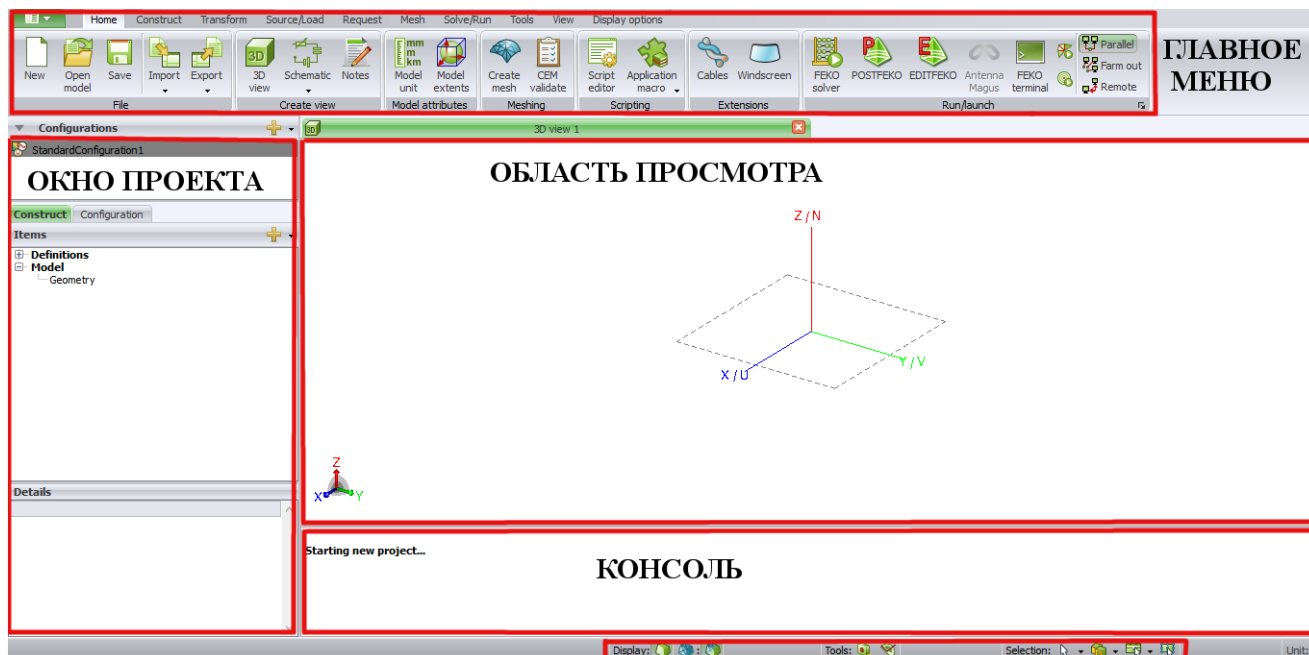 Home Construct Transform Source/Load Request Mesh Solve/Run Tools View Display options
New Open model Save Import Export 3D view Schematic Notes Model unit Model extents Create mesh CEM validate Script editor Application macro Cables Windscreen FEKO solver POSTFEKO EDITFEKO Antenna Magus FEKO terminal
mm
m
km
3D
P
E
Parallel
Farm out
Remote
File Create view Model attributes Meshing Scripting Extensions Run/launch
ГЛАВНОЕ
МЕНЮ
Configurations
3D 3D view 1
StandardConfiguration1
ОКНО ПРОЕКТА
ОБЛАСТЬ ПРОСМОТРА
Construct Configuration
Items
Definitions
Model
Geometry
Z / N
Y / V
X / U
Z
X
Y
Details
Starting new project...
КОНСОЛЬ
Display: : Tools: Selection: Unit: